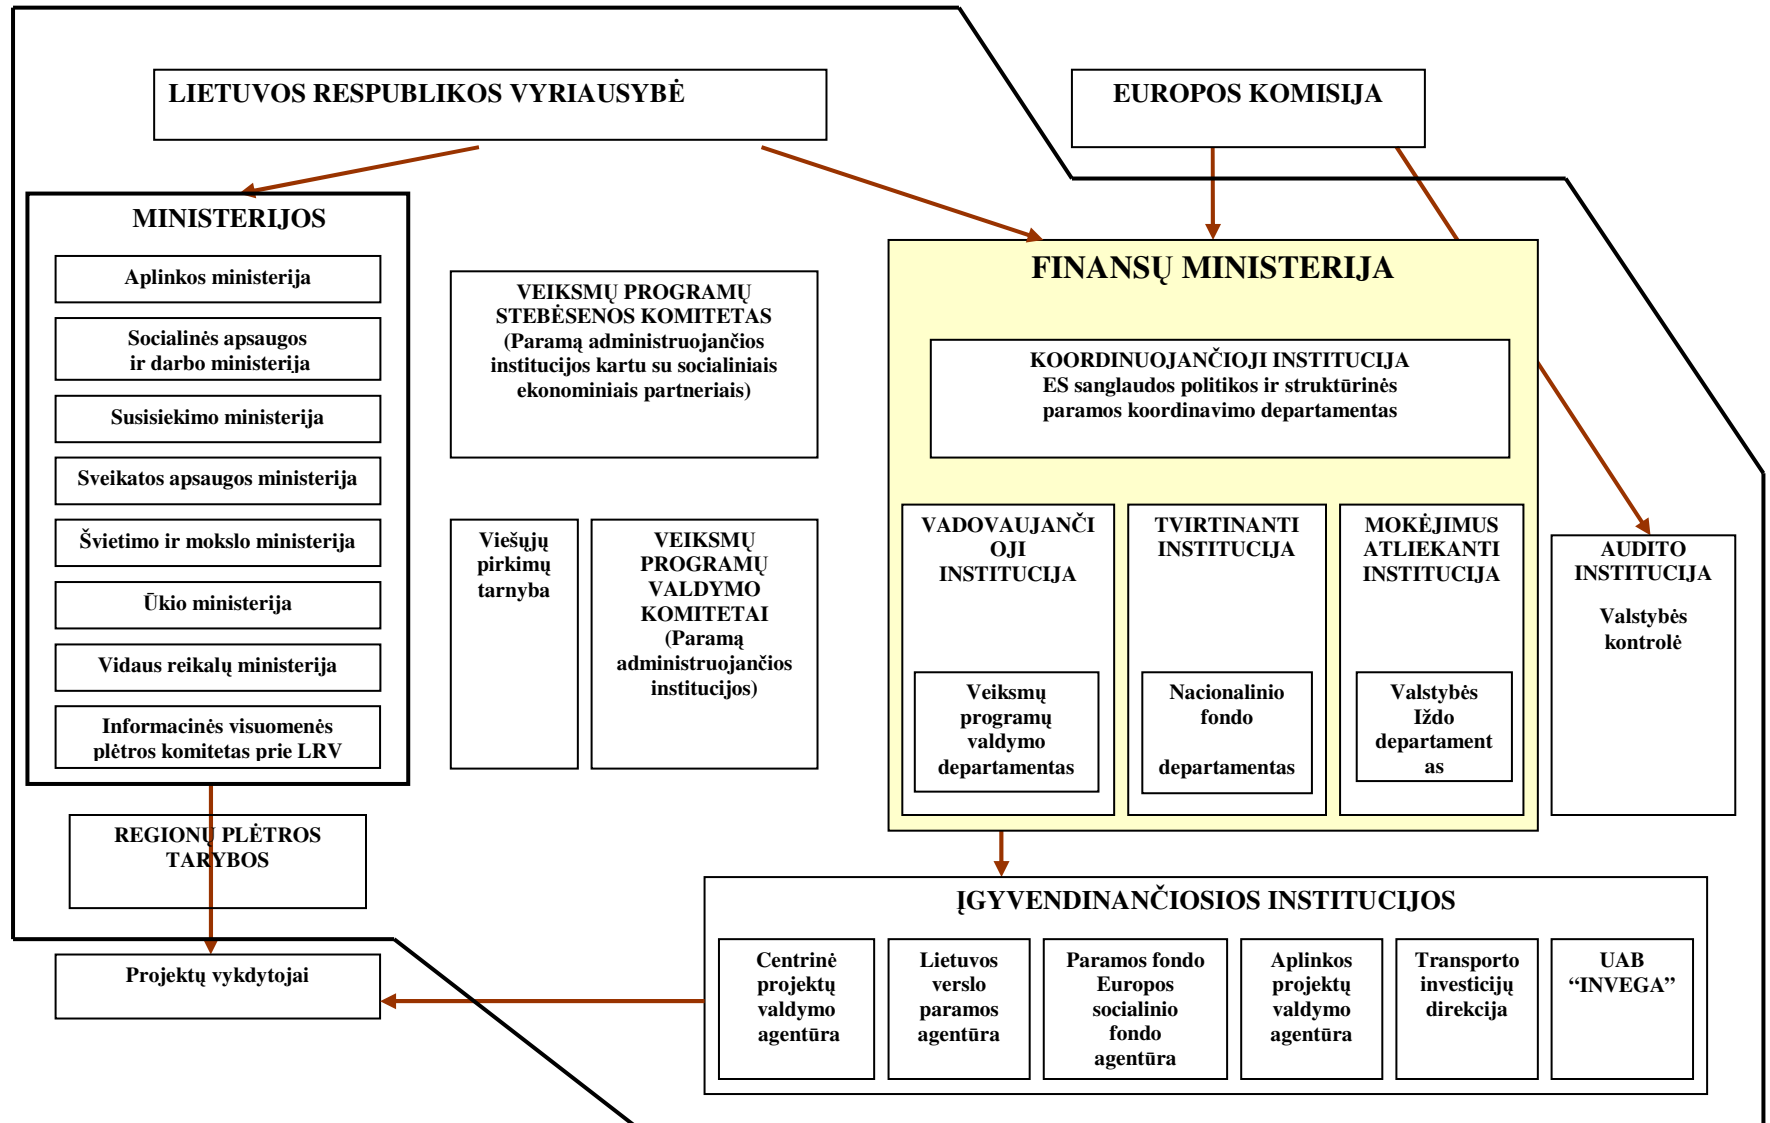 LIETUVOS RESPUBLIKOS VYRIAUSYBĖ
EUROPOS KOMISIJA
MINISTERIJOS
Aplinkos ministerija
Socialinės apsaugos
ir darbo ministerija
Susisiekimo ministerija
Sveikatos apsaugos ministerija
Švietimo ir mokslo ministerija
Ūkio ministerija
Vidaus reikalų ministerija
Informacinės visuomenės
plėtros komitetas prie LRV
VEIKSMŲ PROGRAMŲ
STEBĖSENOS KOMITETAS
(Paramą administruojančios
institucijos kartu su socialiniais
ekonominiais partneriais)
Viešųjų
pirkimų
tarnyba
VEIKSMŲ
PROGRAMŲ
VALDYMO
KOMITETAI
(Paramą
administruojančios
institucijos)
FINANSŲ MINISTERIJA
KOORDINUOJANČIOJI INSTITUCIJA
ES sanglaudos politikos ir struktūrinės
paramos koordinavimo departamentas
VADOVAUJANČI
OJI
INSTITUCIJA
Veiksmų
programų
valdymo
departamentas
TVIRTINANTI
INSTITUCIJA
Nacionalinio
fondo
departamentas
MOKĖJIMUS
ATLIEKANTI
INSTITUCIJA
Valstybės
Iždo
departament
as
AUDITO
INSTITUCIJA
Valstybės
kontrolė
REGIONŲ PLĖTROS
TARYBOS
Projektų vykdytojai
ĮGYVENDINANČIOSIOS INSTITUCIJOS
Centrinė
projektų
valdymo
agentūra
Lietuvos
verslo
paramos
agentūra
Paramos fondo
Europos
socialinio
fondo
agentūra
Aplinkos
projektų
valdymo
agentūra
Transporto
investicijų
direkcija
UAB
“INVEGA”